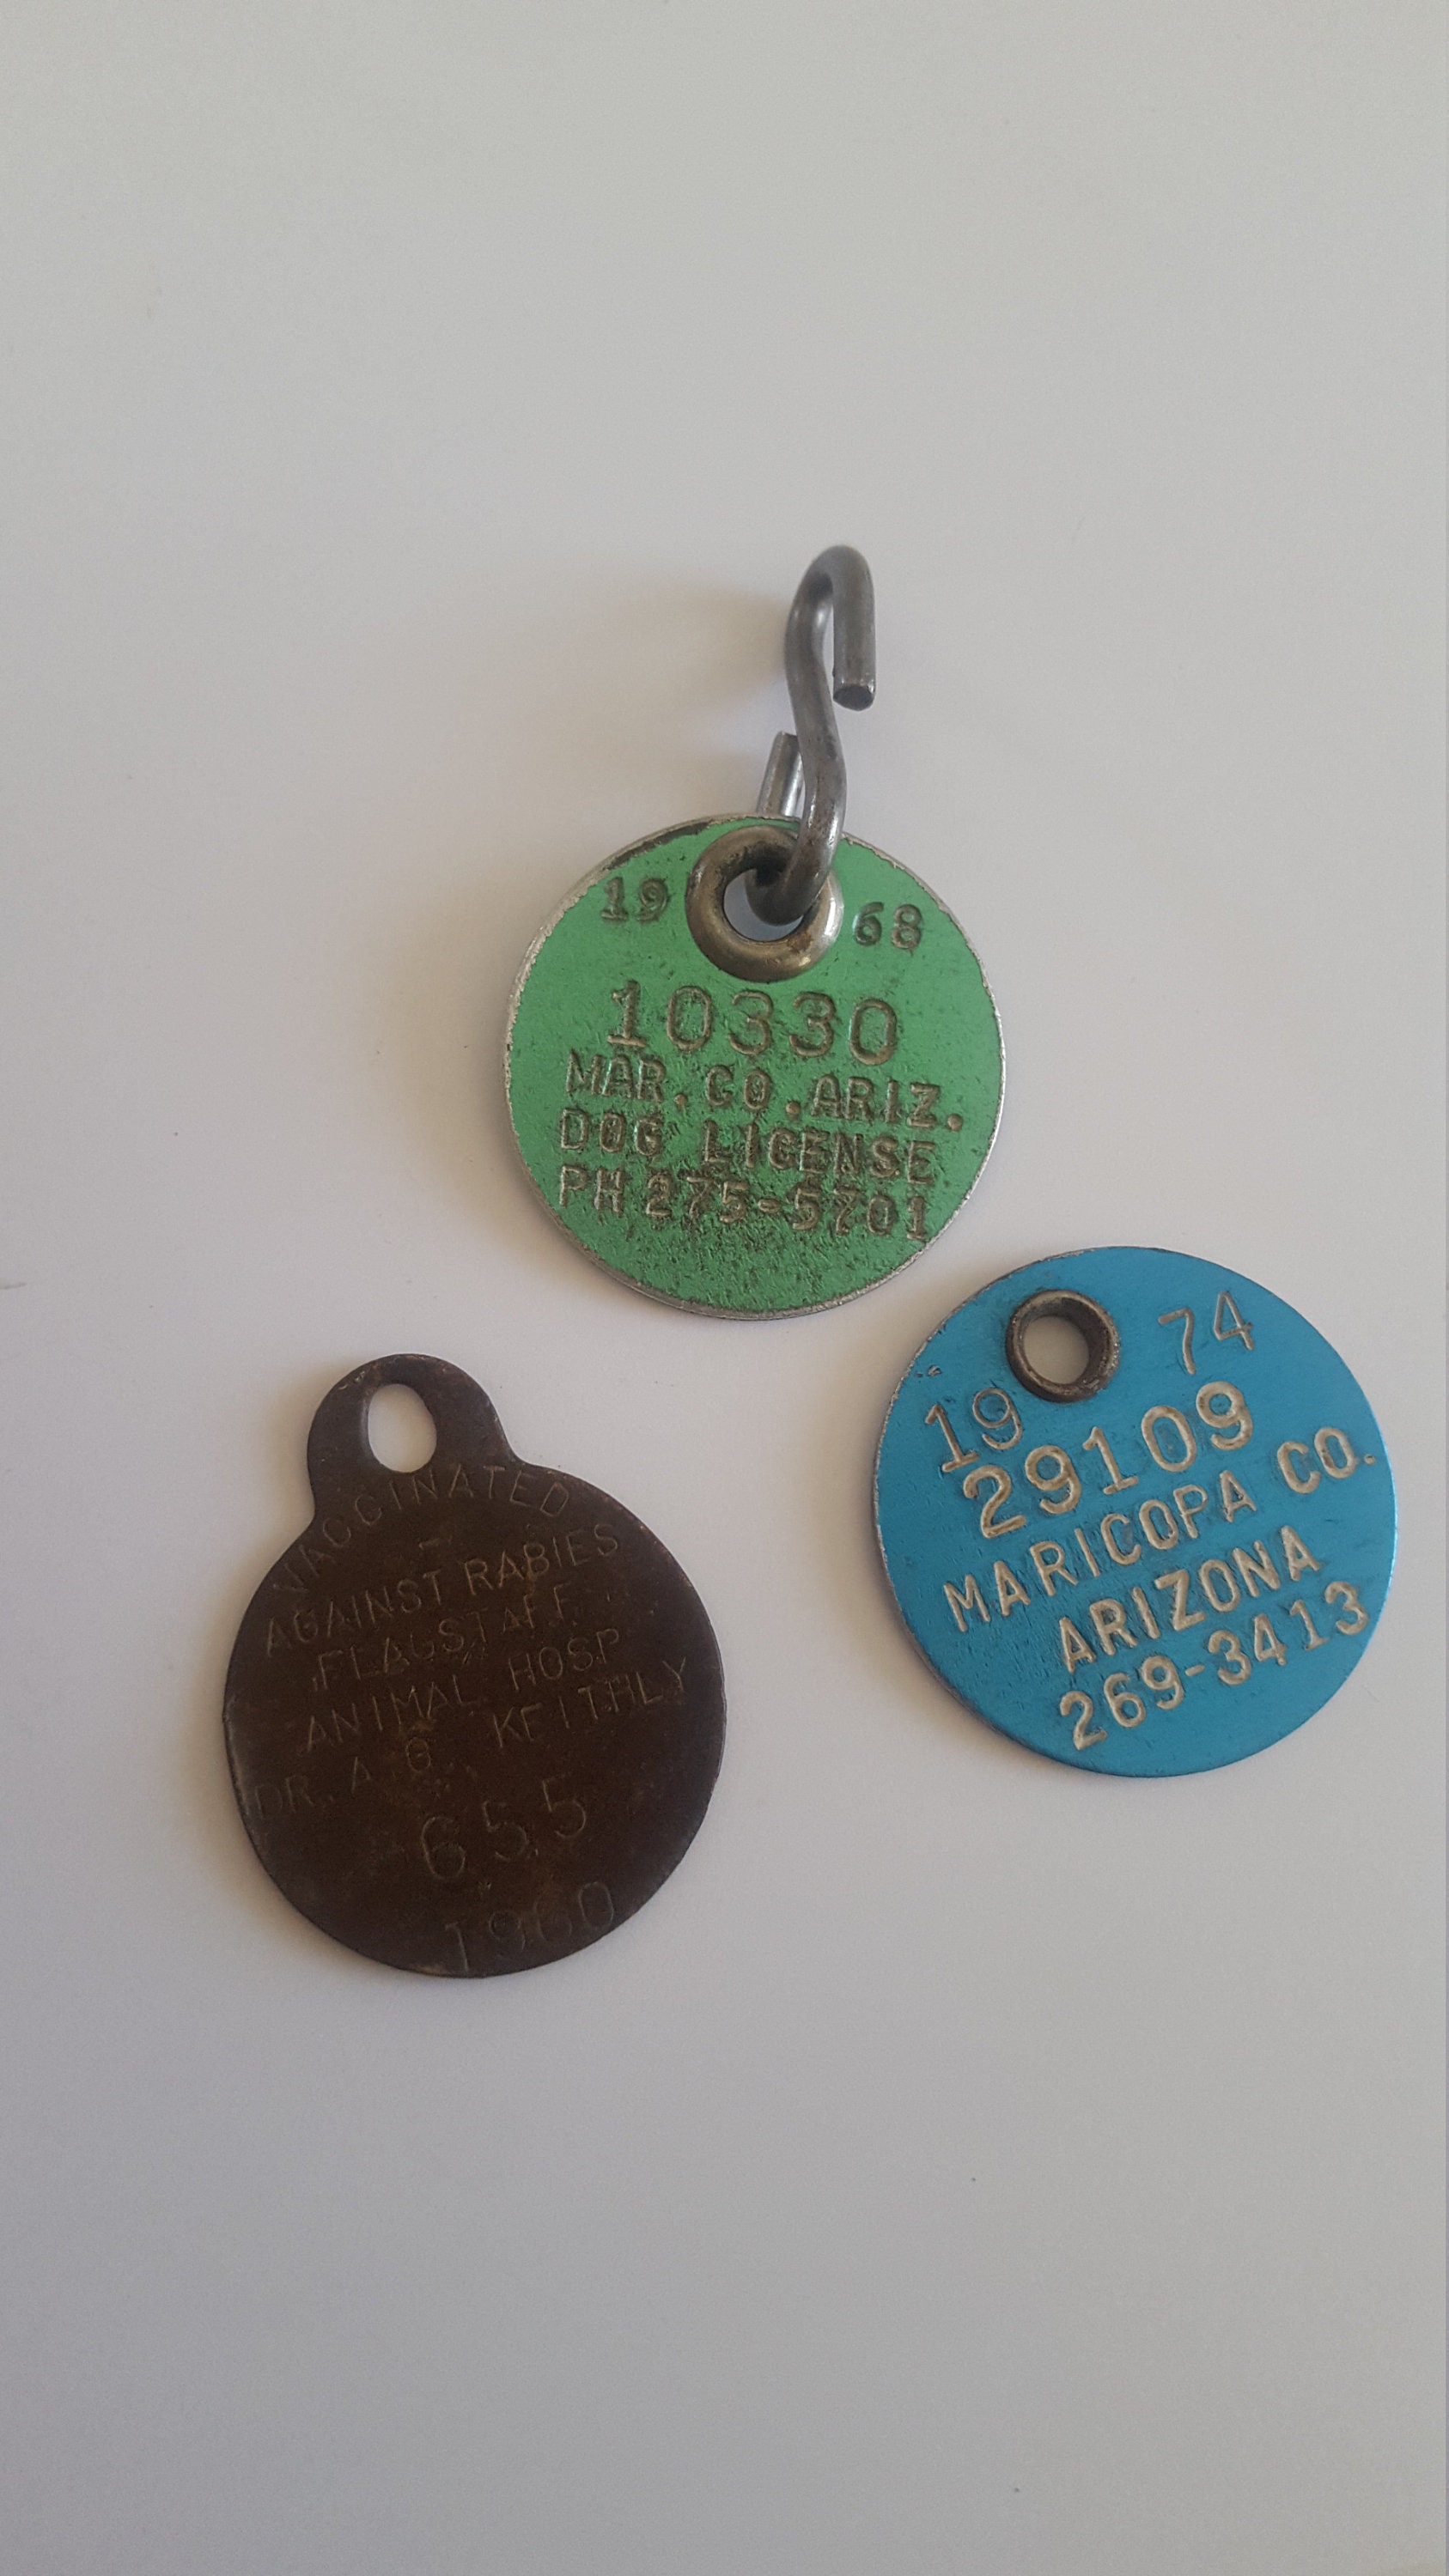 19 68
10330
MAR. CO. ARIZ.
DOG LICENSE
PH 275-5701
19 74
29109
MARICOPA CO.
ARIZONA
269-3413
VACCINATED
AGAINST RABIES
FLAGSTAFF
ANIMAL HOSP
DR. A. G. KEITHLY
655
1960